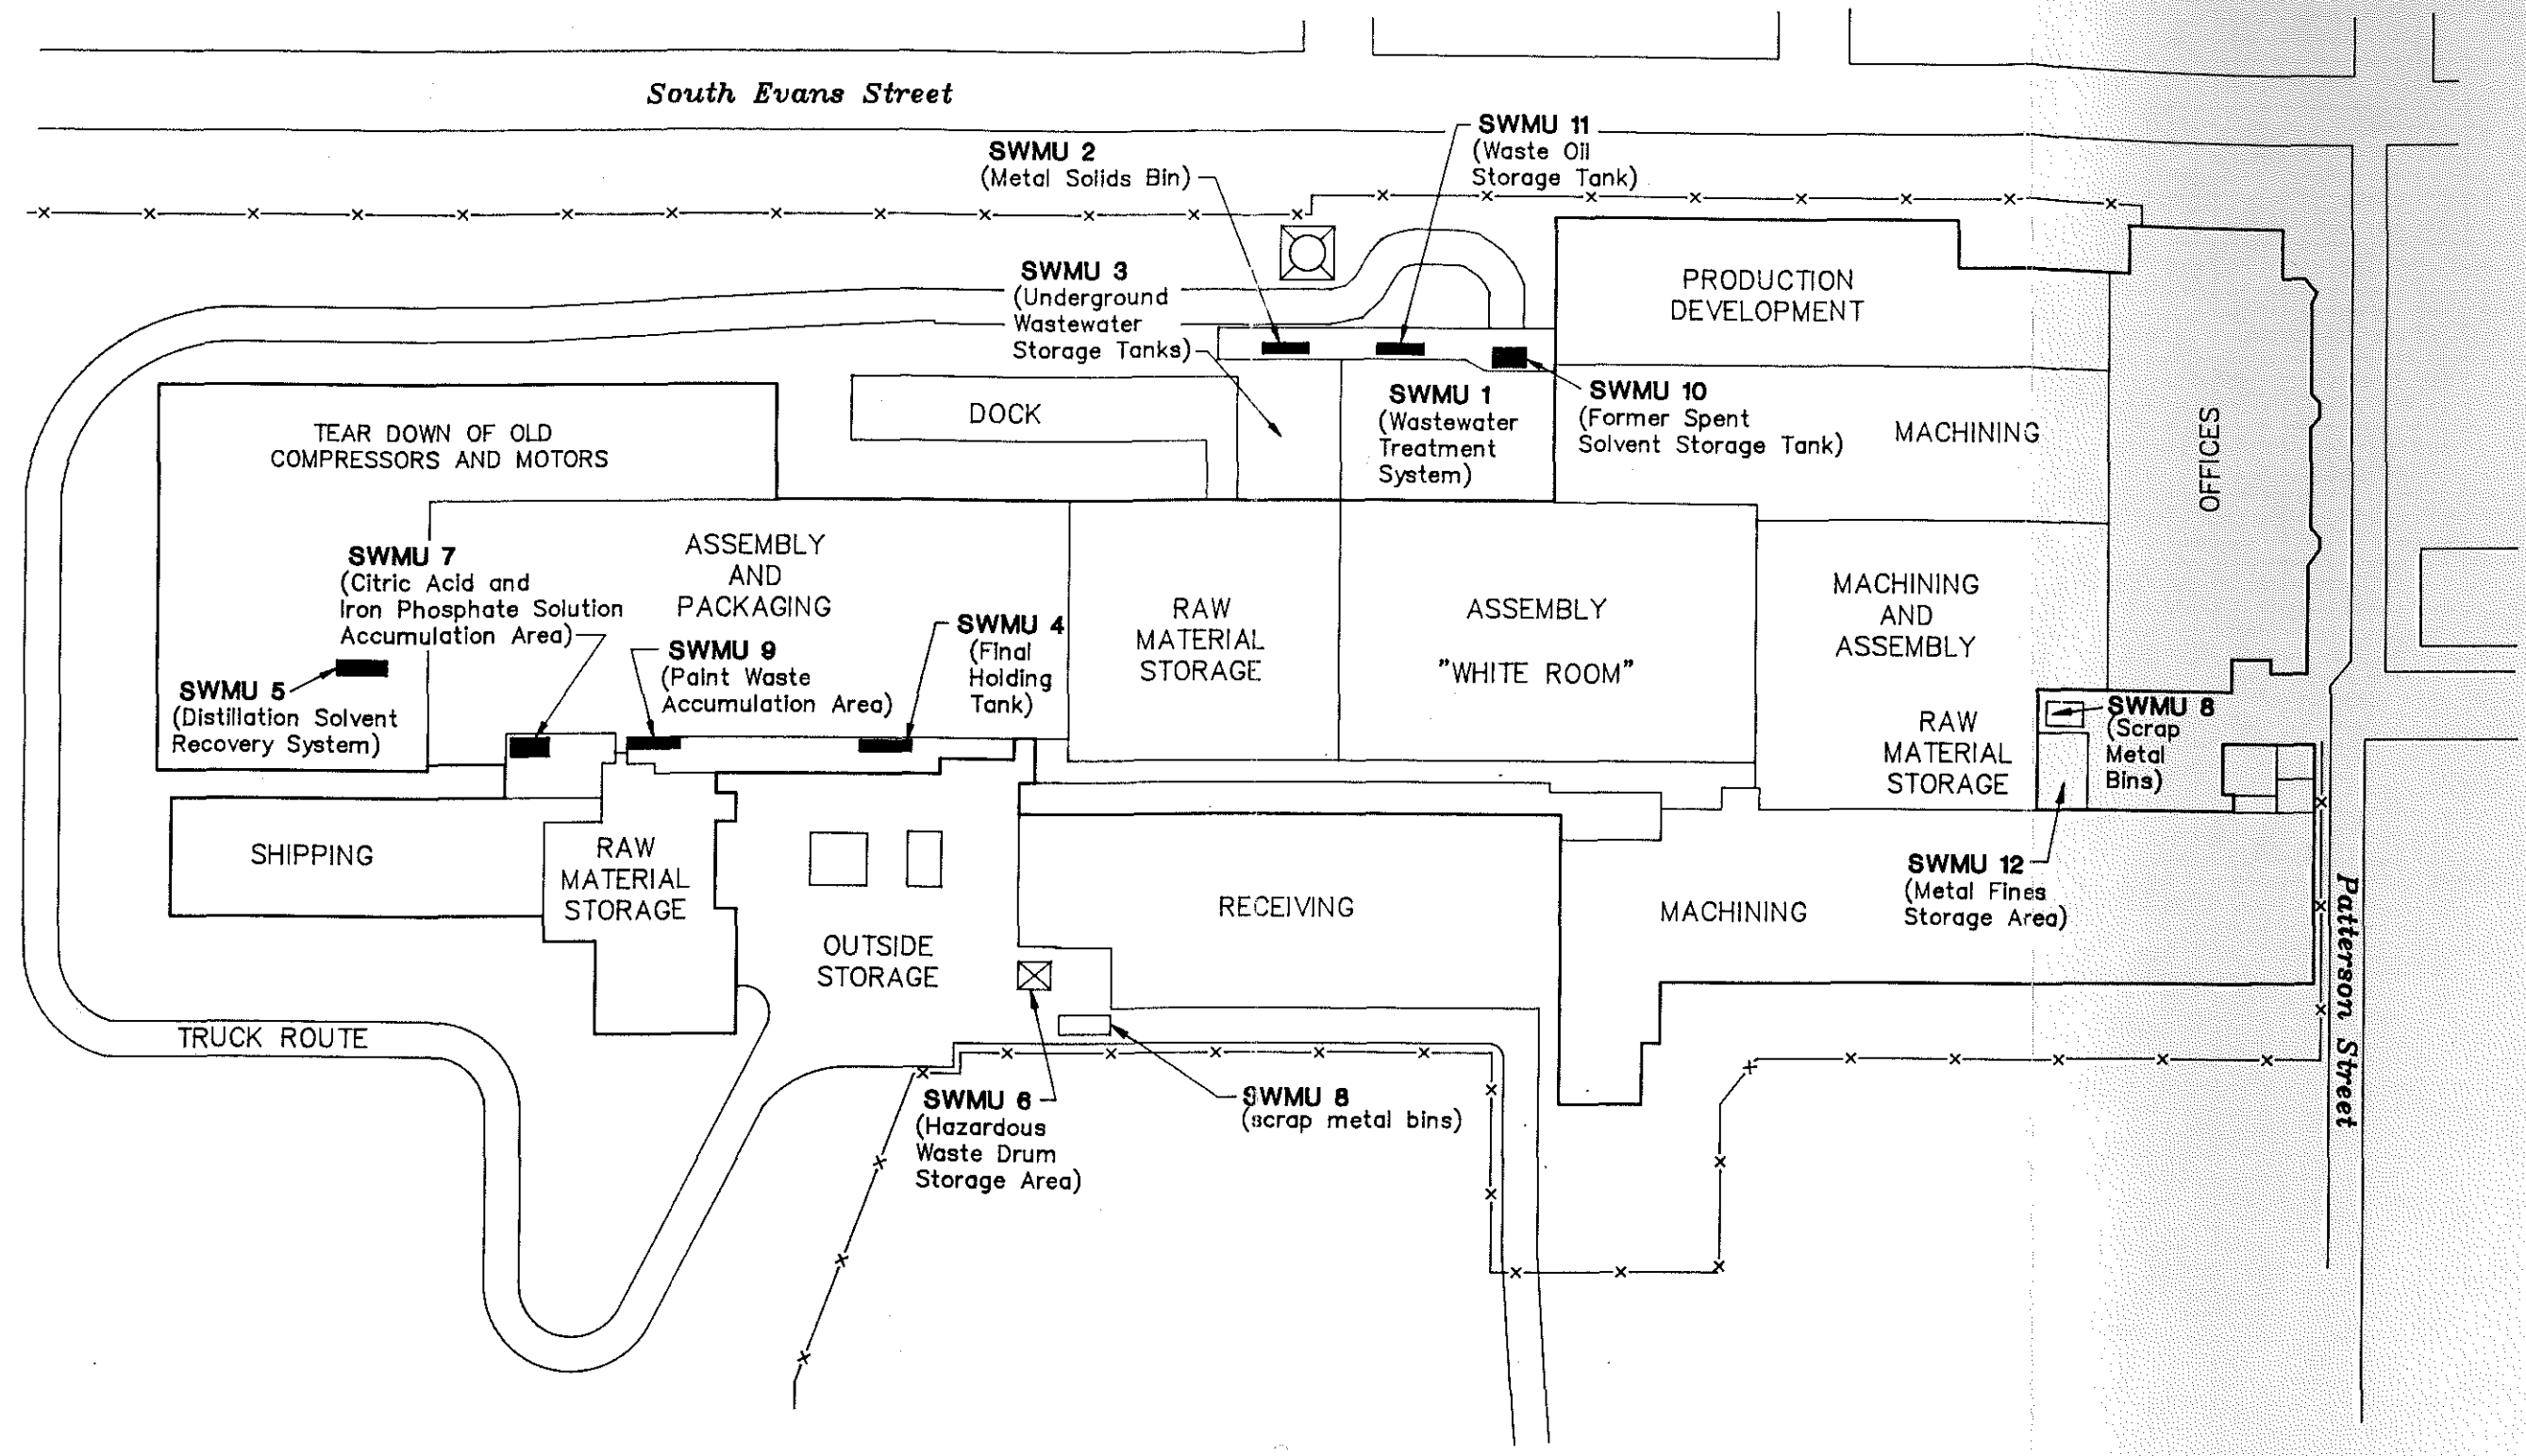 South Evans Street
SWMU 11
(Waste Oil
Storage Tank)
SWMU 2
(Metal Solids Bin)
SWMU 3
(Underground
Wastewater
Storage Tanks)
PRODUCTION
DEVELOPMENT
SWMU 1
(Wastewater
Treatment
System)
SWMU 10
(Former Spent
Solvent Storage Tank)
MACHINING
OFFICES
DOCK
TEAR DOWN OF OLD
COMPRESSORS AND MOTORS
SWMU 7
(Citric Acid and
Iron Phosphate Solution
Accumulation Area)
ASSEMBLY
AND
PACKAGING
SWMU 9
(Paint Waste
Accumulation Area)
SWMU 4
(Final
Holding
Tank)
RAW
MATERIAL
STORAGE
ASSEMBLY
"WHITE ROOM"
MACHINING
AND
ASSEMBLY
RAW
MATERIAL
STORAGE
SWMU 5
(Distillation Solvent
Recovery System)
SWMU 8
(Scrap
Metal
Bins)
SHIPPING
RAW
MATERIAL
STORAGE
OUTSIDE
STORAGE
RECEIVING
MACHINING
SWMU 12
(Metal Fines
Storage Area)
Patterson Street
TRUCK ROUTE
SWMU 6
(Hazardous
Waste Drum
Storage Area)
SWMU 8
(scrap metal bins)